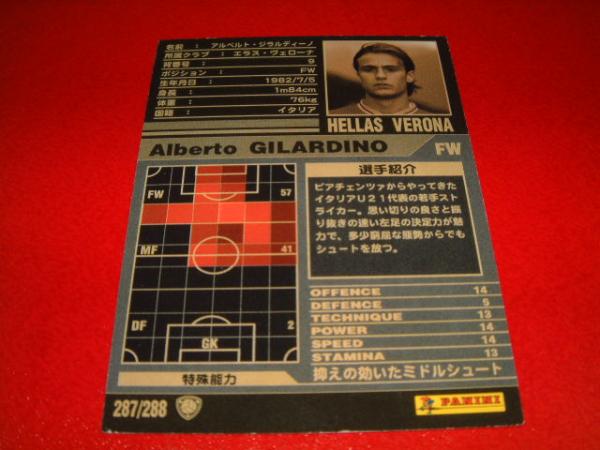 名前 : アルベルト・ジラルディーノ
所属クラブ : エラス・ヴェローナ
背番号 : 9
ポジション : FW
生年月日 : 1982/7/5
身長 : 1m84cm
体重 : 76kg
国籍 : イタリア
HELLAS VERONA
Alberto GILARDINO FW
FW 57
MF 41
DF 2
GK
選手紹介
ピアチェンツァからやってきた
イタリアU21代表の若手スト
ライカー。思い切りの良さと振
り抜きの速い左足の決定力が魅
力で、多少窮屈な態勢からでも
シュートを放つ。
OFFENCE 14
DEFENCE 5
TECHNIQUE 13
POWER 14
SPEED 14
STAMINA 13
特殊能力
抑えの効いたミドルシュート
287/288
PANINI